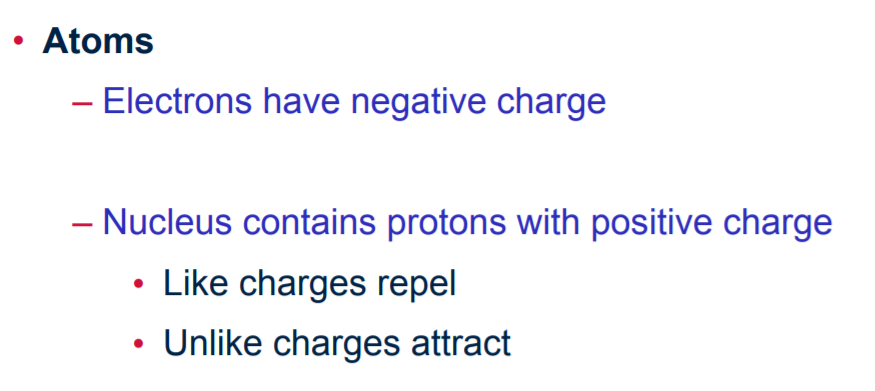 • Atoms
– Electrons have negative charge
– Nucleus contains protons with positive charge
• Like charges repel
• Unlike charges attract